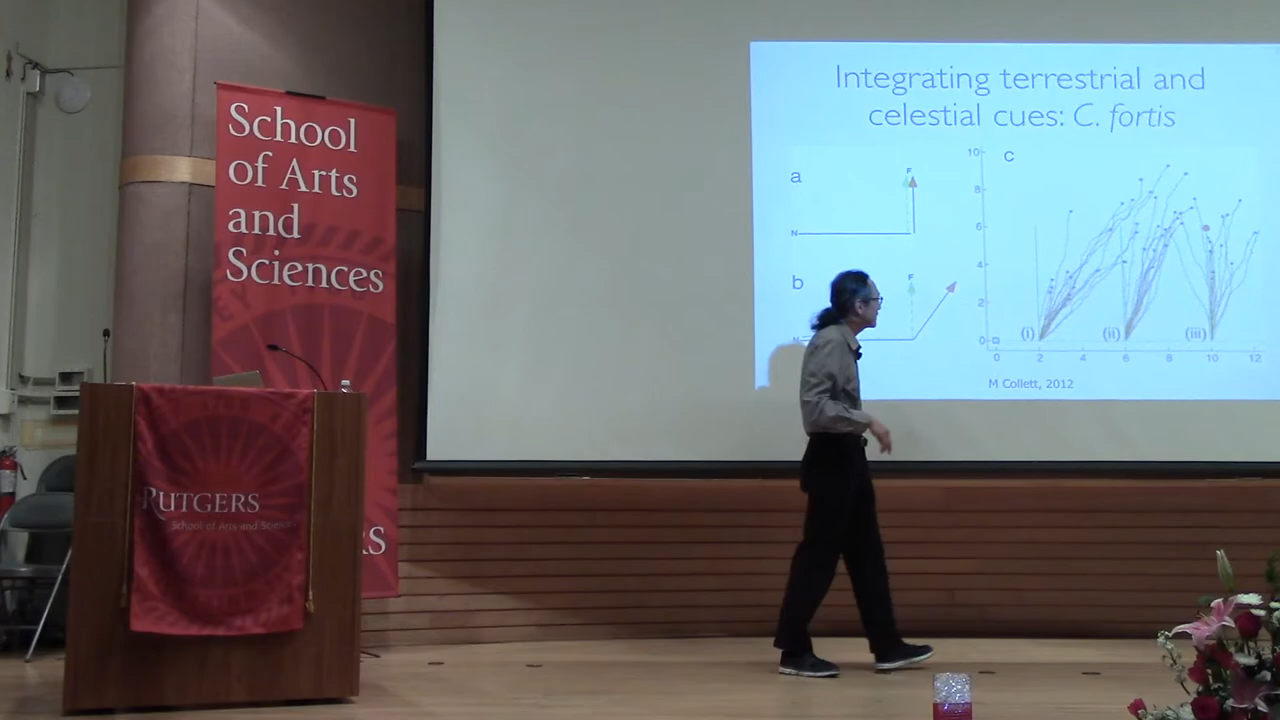 School
of Arts
and
Sciences
RS
RUTGERS
School of Arts and Sciences
Integrating terrestrial and
celestial cues: C. fortis
a
F
N
b
F
N
c
10
8
6
4
2
0
(i)
(ii)
(iii)
0
2
4
6
8
10
12
M Collett, 2012